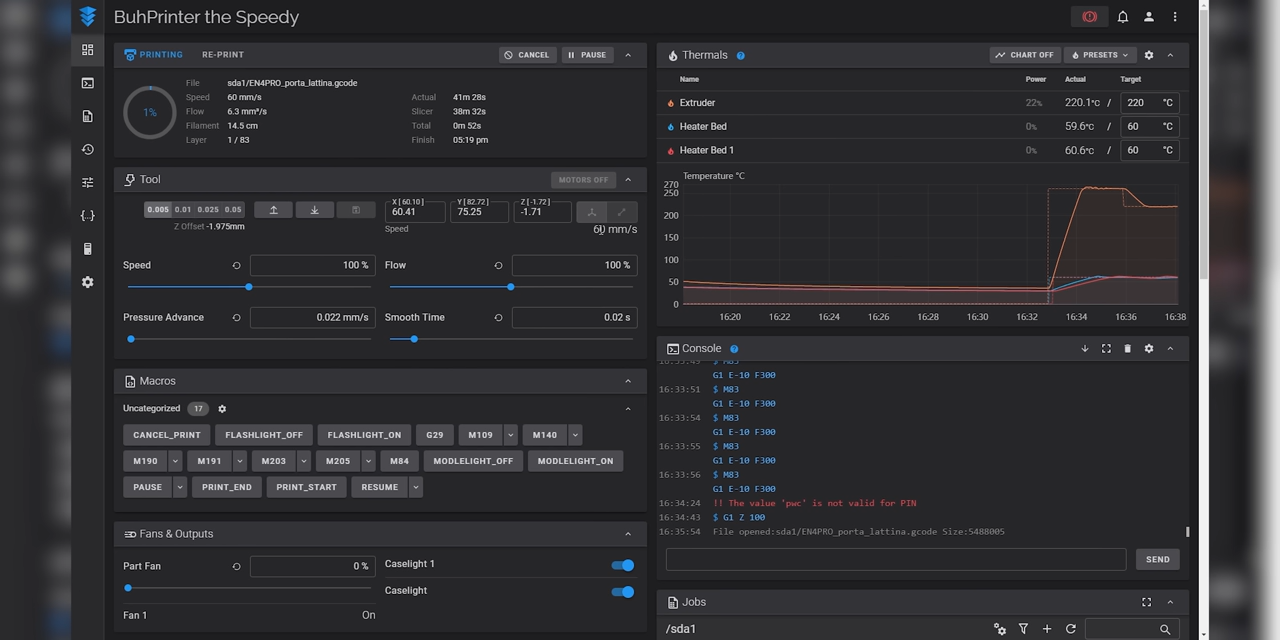 BuhPrinter the Speedy
PRINTING RE-PRINT CANCEL PAUSE
1%
File sda1/EN4PRO_porta_lattina.gcode
Speed 60 mm/s Actual 41m 28s
Flow 6.3 mm³/s Slicer 38m 32s
Filament 14.5 cm Total 0m 52s
Layer 1 / 83 Finish 05:19 pm
Tool MOTORS OFF
0.005 0.01 0.025 0.05
Z Offset -1.975mm
X [ 60.10 ] Y [ 82.72 ] Z [ -1.72 ]
60.41 75.25 -1.71
Speed 60 mm/s
Speed 100 % Flow 100 %
Pressure Advance 0.022 mm/s Smooth Time 0.02 s
Macros
Uncategorized 17
CANCEL_PRINT FLASHLIGHT_OFF FLASHLIGHT_ON G29 M109 M140
M190 M191 M203 M205 M84 MODLELIGHT_OFF MODLELIGHT_ON
PAUSE PRINT_END PRINT_START RESUME
Fans & Outputs
Part Fan 0 % Caselight 1
Caselight
Fan 1 On
Thermals ? CHART OFF PRESETS
Name Power Actual Target
Extruder 22% 220.1°C / 220 °C
Heater Bed 0% 59.6°C / 60 °C
Heater Bed 1 0% 60.6°C / 60 °C
Temperature °C
270
250
200
150
100
50
0
16:20 16:22 16:24 16:26 16:28 16:30 16:32 16:34 16:36 16:38
Console ?
16:33:49 $ M83
G1 E-10 F300
16:33:51 $ M83
G1 E-10 F300
16:33:54 $ M83
G1 E-10 F300
16:33:55 $ M83
G1 E-10 F300
16:33:56 $ M83
G1 E-10 F300
16:34:24 !! The value 'pwc' is not valid for PIN
16:34:43 $ G1 Z 100
16:35:54 File opened:sda1/EN4PRO_porta_lattina.gcode Size:5488005
SEND
Jobs
/sda1